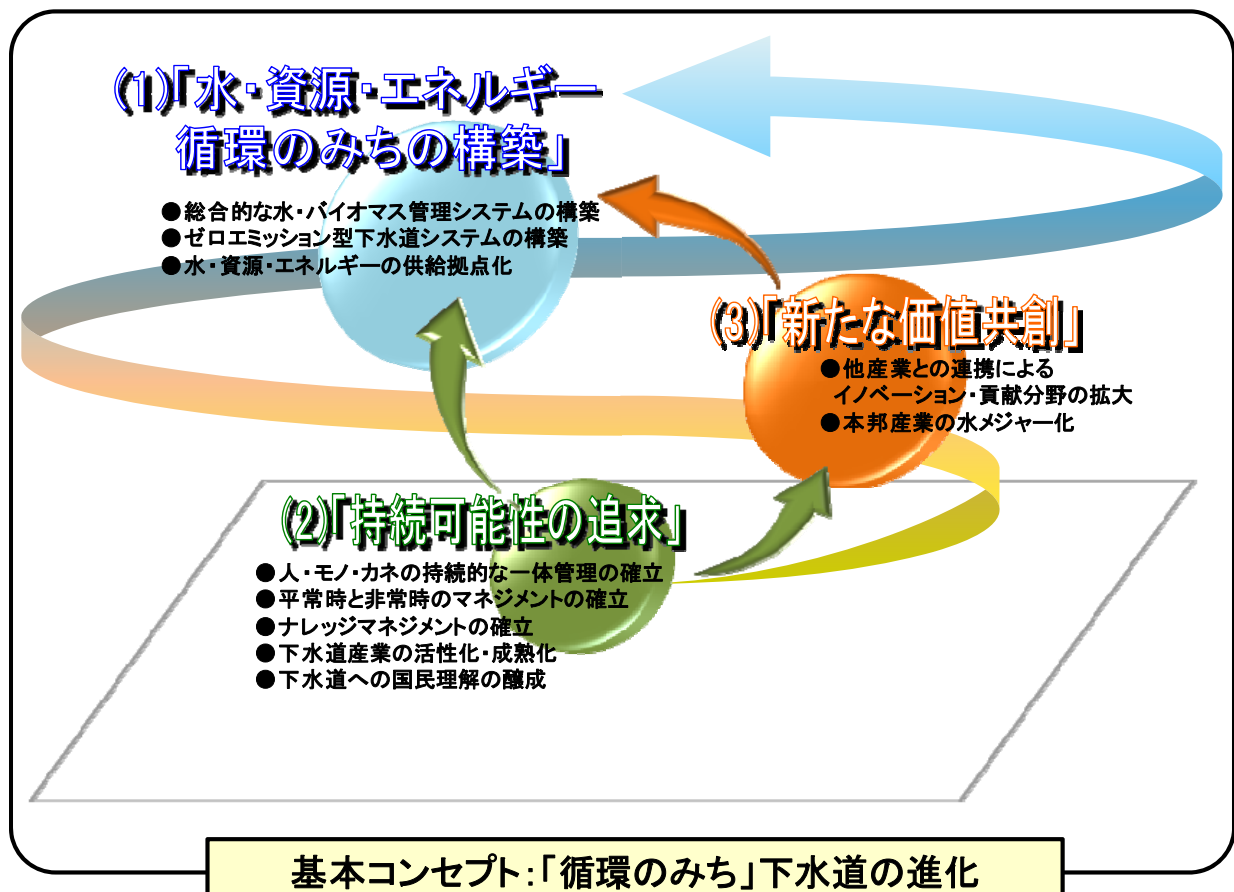 (1)「水・資源・エネルギー
循環のみちの構築」
●総合的な水・バイオマス管理システムの構築
●ゼロエミッション型下水道システムの構築
●水・資源・エネルギーの供給拠点化
(3)「新たな価値共創」
●他産業との連携による
イノベーション・貢献分野の拡大
●本邦産業の水メジャー化
(2)「持続可能性の追求」
●人・モノ・カネの持続的な一体管理の確立
●平常時と非常時のマネジメントの確立
●ナレッジマネジメントの確立
●下水道産業の活性化・成熟化
●下水道への国民理解の醸成
基本コンセプト:「循環のみち」下水道の進化